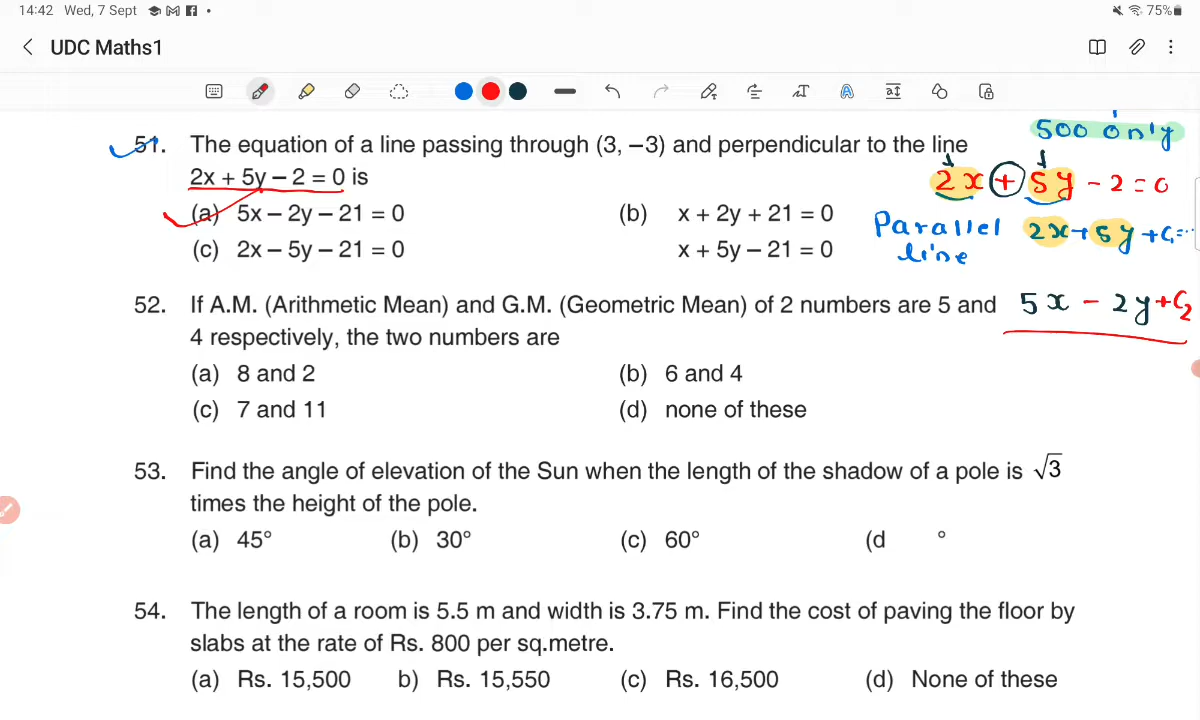 14:42 Wed, 7 Sept 75%
UDC Maths1
500 only
51. The equation of a line passing through (3, –3) and perpendicular to the line
2x + 5y – 2 = 0 is
2x + 5y - 2 = 0
(a) 5x – 2y – 21 = 0 (b) x + 2y + 21 = 0
Parallel line 2x + 5y + C₁ = ..
(c) 2x – 5y – 21 = 0 x + 5y – 21 = 0
52. If A.M. (Arithmetic Mean) and G.M. (Geometric Mean) of 2 numbers are 5 and
5x - 2y + C₂
4 respectively, the two numbers are
(a) 8 and 2 (b) 6 and 4
(c) 7 and 11 (d) none of these
53. Find the angle of elevation of the Sun when the length of the shadow of a pole is √3
times the height of the pole.
(a) 45° (b) 30° (c) 60° (d °
54. The length of a room is 5.5 m and width is 3.75 m. Find the cost of paving the floor by
slabs at the rate of Rs. 800 per sq.metre.
(a) Rs. 15,500 b) Rs. 15,550 (c) Rs. 16,500 (d) None of these